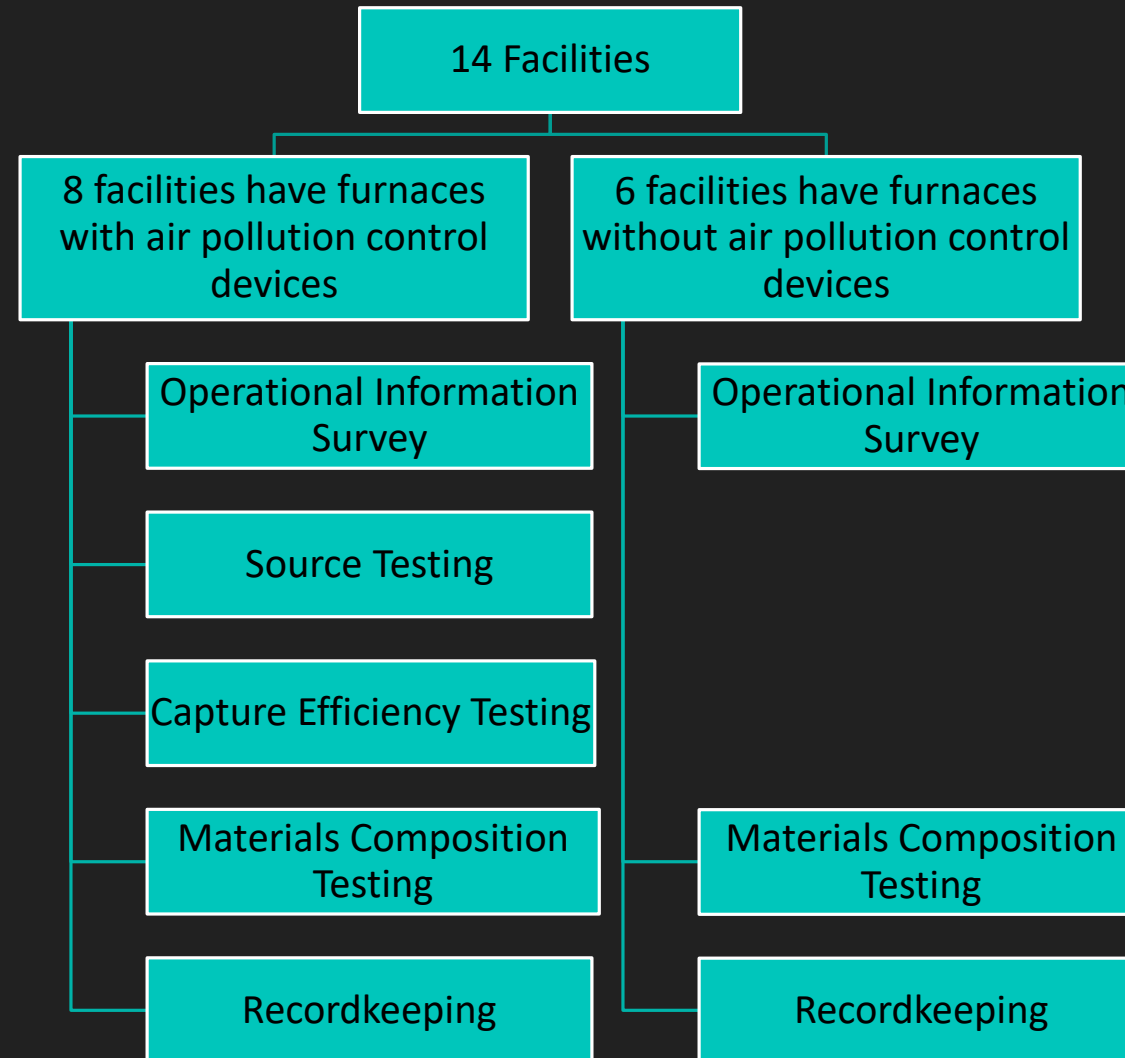 14 Facilities
8 facilities have furnaces
with air pollution control
devices
6 facilities have furnaces
without air pollution control
devices
Operational Information
Survey
Operational Information
Survey
Source Testing
Capture Efficiency Testing
Materials Composition
Testing
Materials Composition
Testing
Recordkeeping
Recordkeeping